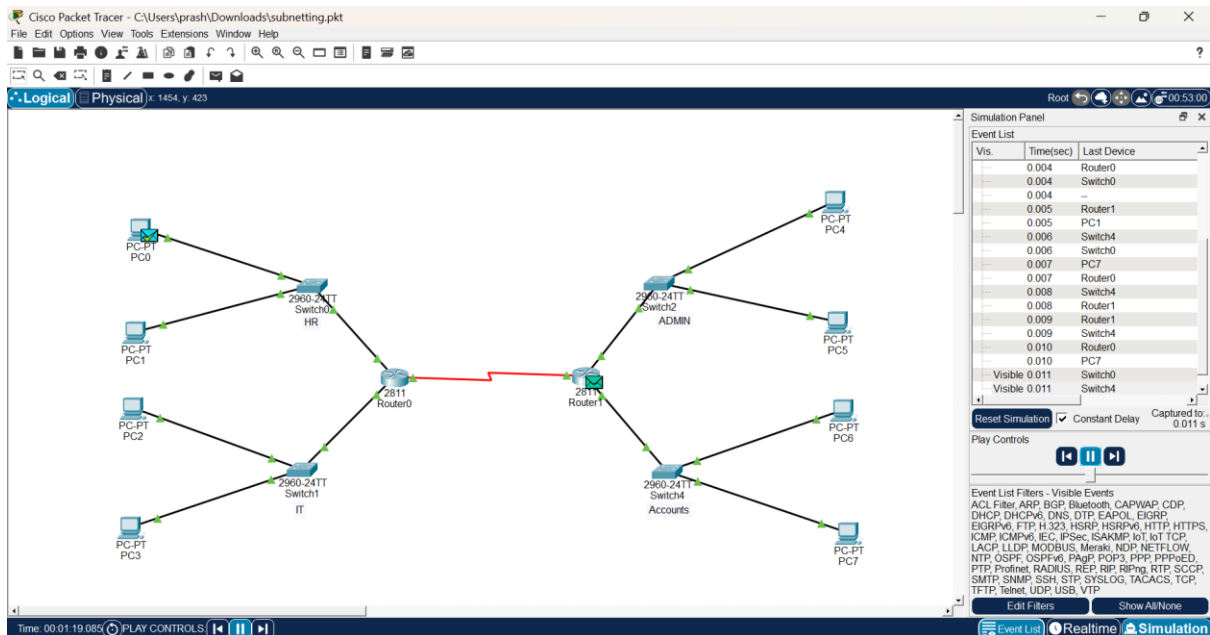 Cisco Packet Tracer - C:\Users\prash\Downloads\subnetting.pkt
File Edit Options View Tools Extensions Window Help
?
Logical Physical x: 1454, y: 423
Root 00:53:00
PC-PT
PC0
PC-PT
PC1
PC-PT
PC2
PC-PT
PC3
2960-24TT
Switch0
HR
2960-24TT
Switch1
IT
2811
Router0
2811
Router1
2960-24TT
Switch2
ADMIN
2960-24TT
Switch4
Accounts
PC-PT
PC4
PC-PT
PC5
PC-PT
PC6
PC-PT
PC7
Simulation Panel
Event List
Vis. Time(sec) Last Device
0.004 Router0
0.004 Switch0
0.004 --
0.005 Router1
0.005 PC1
0.006 Switch4
0.006 Switch0
0.007 PC7
0.007 Router0
0.008 Switch4
0.008 Router1
0.009 Router1
0.009 Switch4
0.010 Router0
0.010 PC7
Visible 0.011 Switch0
Visible 0.011 Switch4
Reset Simulation Constant Delay Captured to:
0.011 s
Play Controls
Event List Filters - Visible Events
ACL Filter, ARP, BGP, Bluetooth, CAPWAP, CDP,
DHCP, DHCPv6, DNS, DTP, EAPOL, EIGRP,
EIGRPv6, FTP, H.323, HSRP, HSRPv6, HTTP, HTTPS,
ICMP, ICMPv6, IEC, IPSec, ISAKMP, IoT, IoT TCP,
LACP, LLDP, MODBUS, Meraki, NDP, NETFLOW,
NTP, OSPF, OSPFv6, PAgP, POP3, PPP, PPPoED,
PTP, Profinet, RADIUS, REP, RIP, RIPng, RTP, SCCP,
SMTP, SNMP, SSH, STP, SYSLOG, TACACS, TCP,
TFTP, Telnet, UDP, USB, VTP
Edit Filters Show All/None
Time: 00:01:19.085 PLAY CONTROLS:
Event List Realtime Simulation